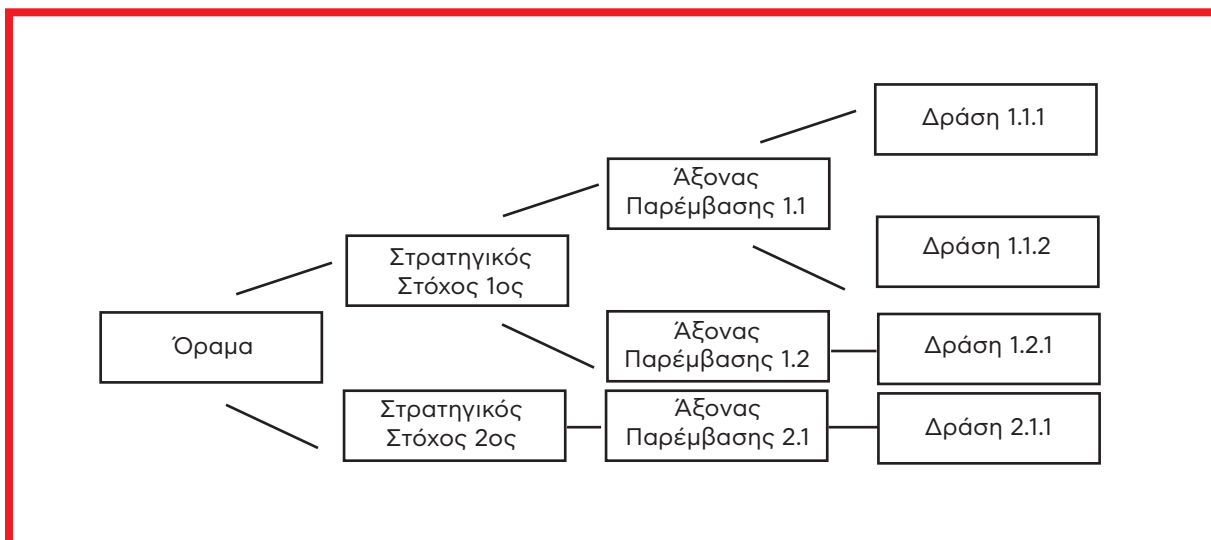 Όραμα
Στρατηγικός
Στόχος 1ος
Στρατηγικός
Στόχος 2ος
Άξονας
Παρέμβασης 1.1
Άξονας
Παρέμβασης 1.2
Άξονας
Παρέμβασης 2.1
Δράση 1.1.1
Δράση 1.1.2
Δράση 1.2.1
Δράση 2.1.1